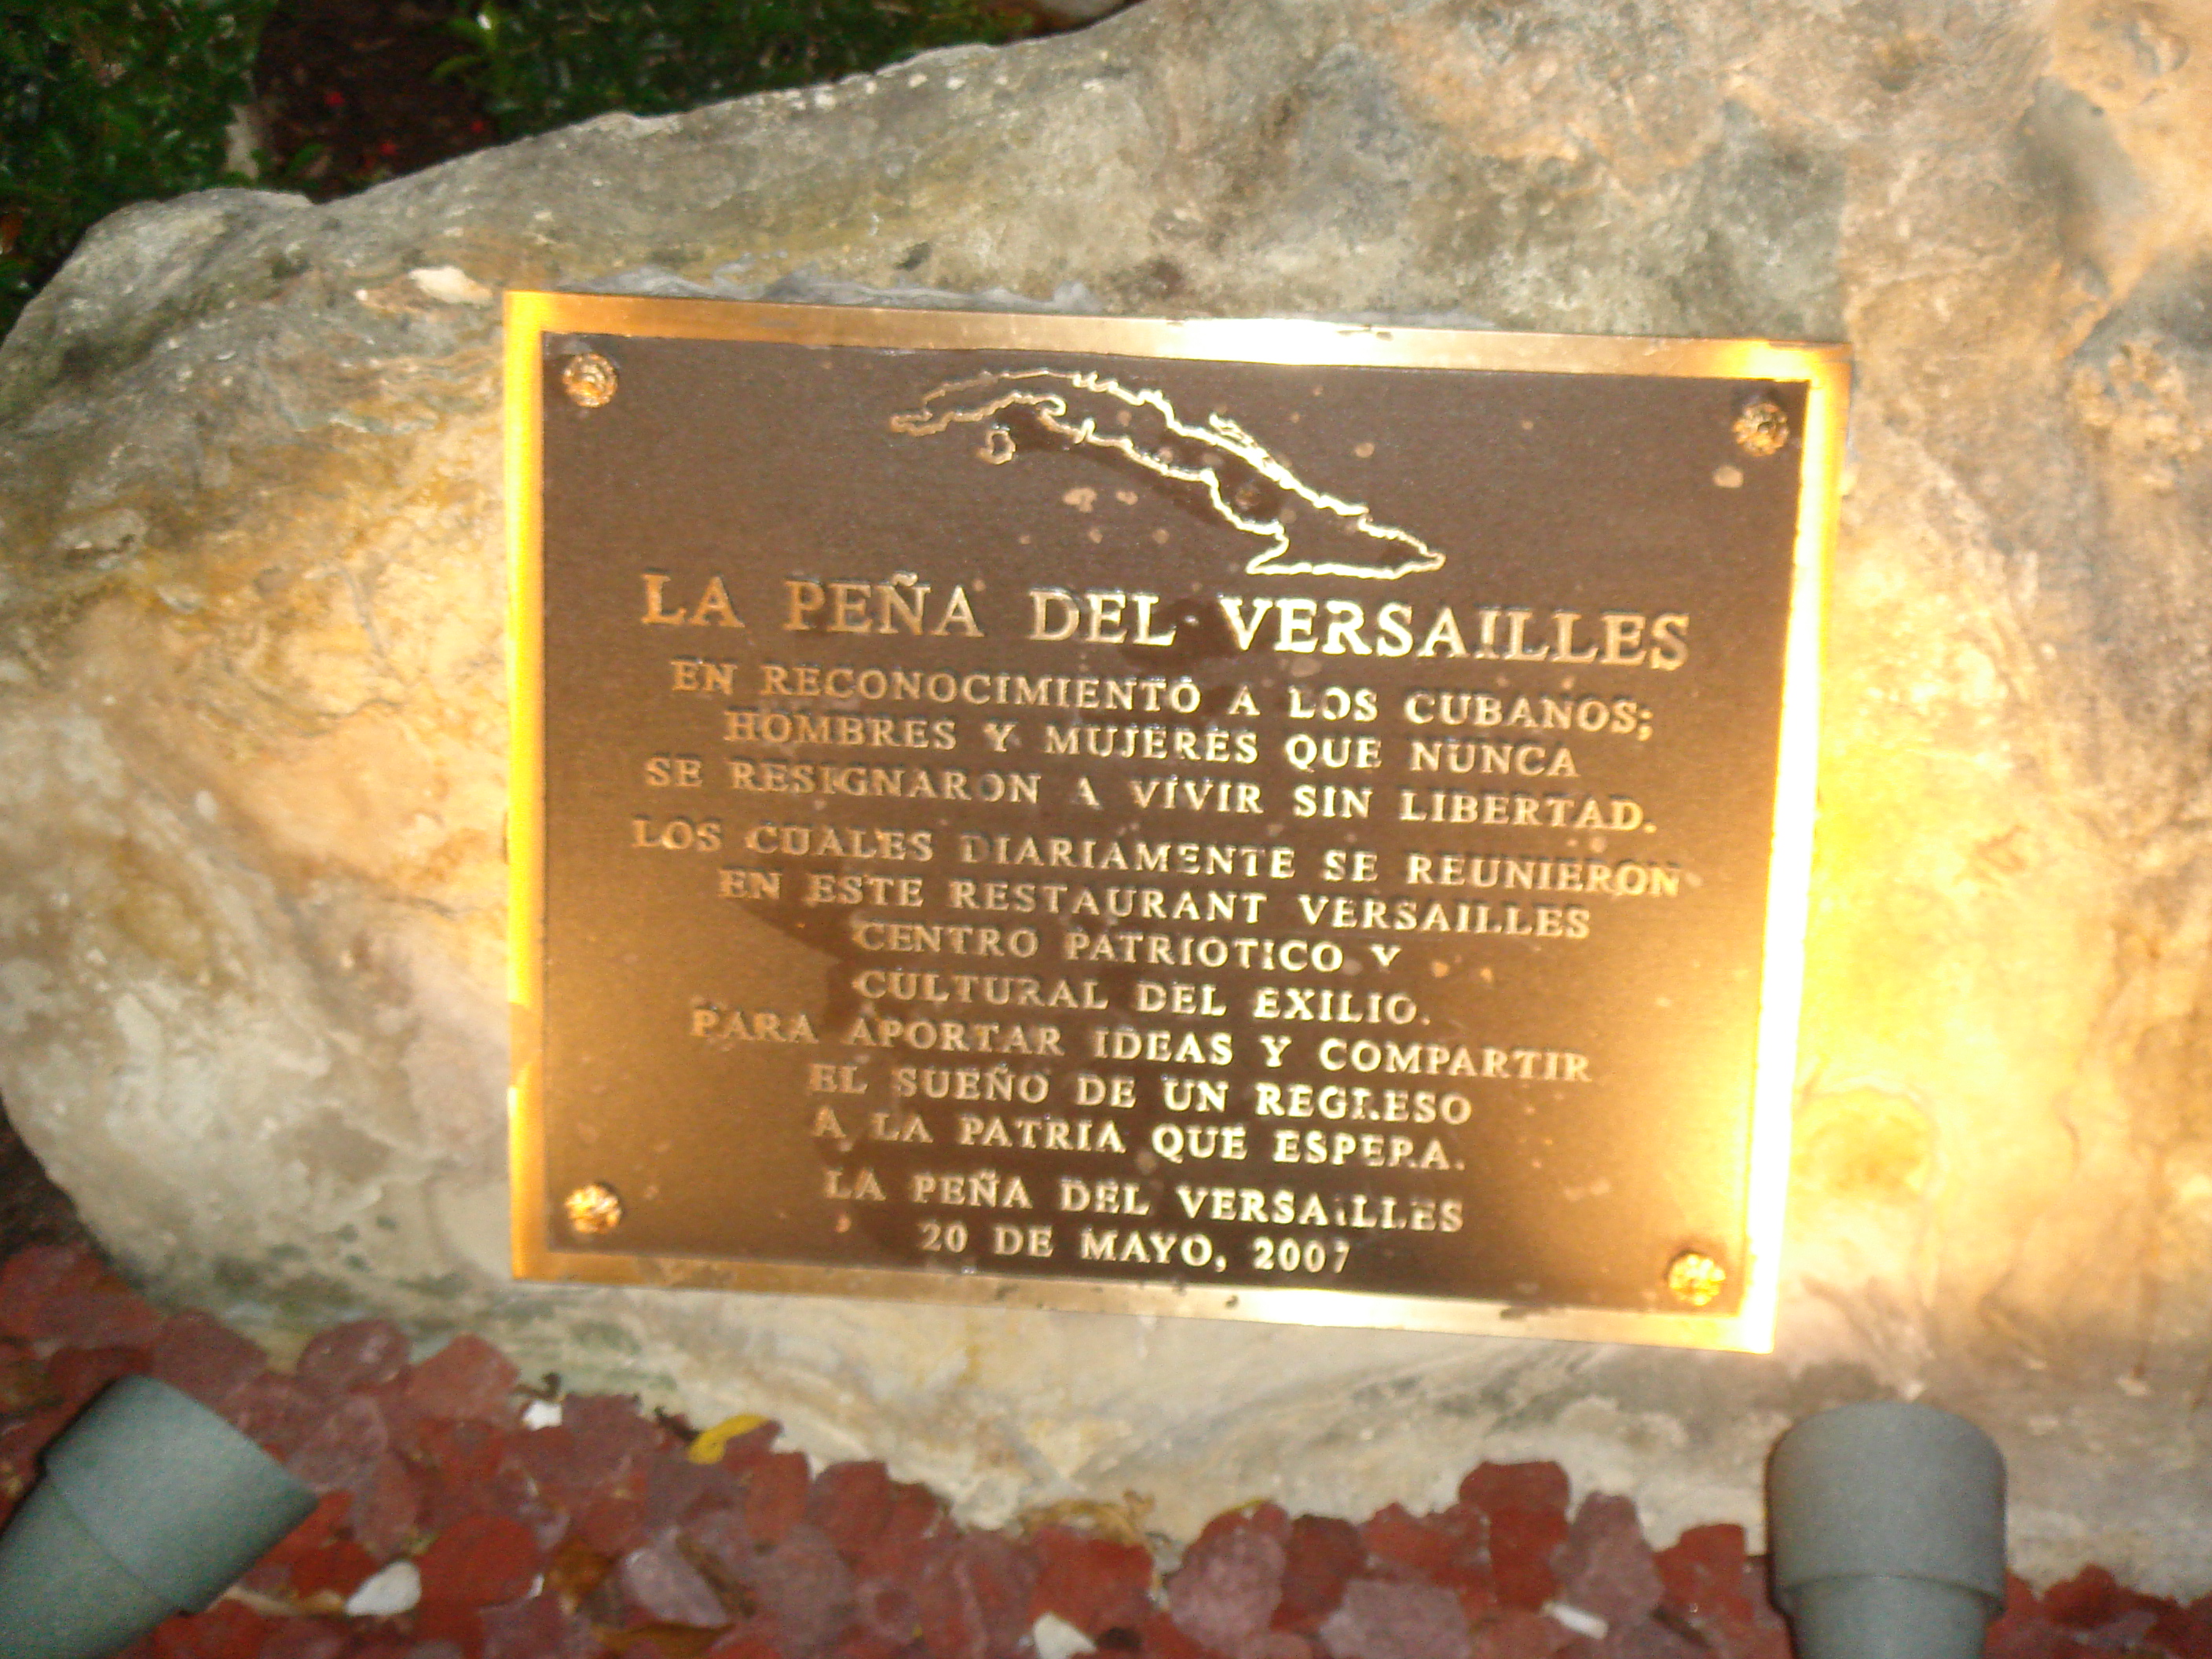 LA PEÑA DEL VERSAILLES
EN RECONOCIMIENTO A LOS CUBANOS;
HOMBRES Y MUJERES QUE NUNCA
SE RESIGNARON A VIVIR SIN LIBERTAD.
LOS CUALES DIARIAMENTE SE REUNIERON
EN ESTE RESTAURANT VERSAILLES
CENTRO PATRIOTICO Y
CULTURAL DEL EXILIO.
PARA APORTAR IDEAS Y COMPARTIR
EL SUEÑO DE UN REGRESO
A LA PATRIA QUE ESPERA.
LA PEÑA DEL VERSAILLES
20 DE MAYO, 2007